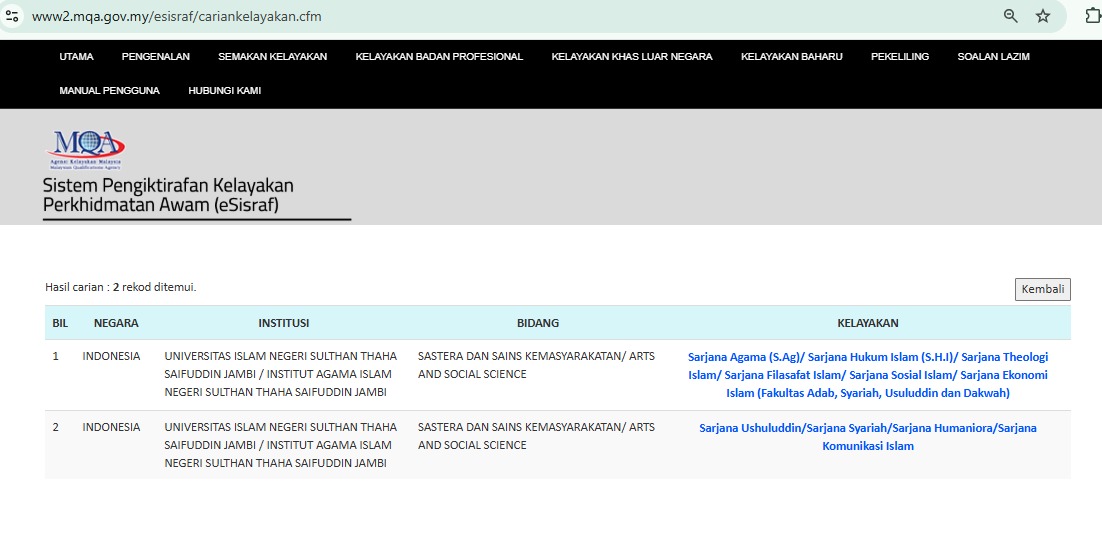 www2.mqa.gov.my/esisraf/cariankelayakan.cfm
UTAMA PENGENALAN SEMAKAN KELAYAKAN KELAYAKAN BADAN PROFESIONAL KELAYAKAN KHAS LUAR NEGARA KELAYAKAN BAHARU PEKELILING SOALAN LAZIM
MANUAL PENGGUNA HUBUNGI KAMI
MQA
Agensi Kelayakan Malaysia
Malaysian Qualifications Agency
Sistem Pengiktirafan Kelayakan
Perkhidmatan Awam (eSisraf)
Hasil carian : 2 rekod ditemui.
Kembali
BIL NEGARA INSTITUSI BIDANG KELAYAKAN
1 INDONESIA UNIVERSITAS ISLAM NEGERI SULTHAN THAHA SASTERA DAN SAINS KEMASYARAKATAN/ ARTS Sarjana Agama (S.Ag)/ Sarjana Hukum Islam (S.H.I)/ Sarjana Theologi
SAIFUDDIN JAMBI / INSTITUT AGAMA ISLAM AND SOCIAL SCIENCE Islam/ Sarjana Filasafat Islam/ Sarjana Sosial Islam/ Sarjana Ekonomi
NEGERI SULTHAN THAHA SAIFUDDIN JAMBI Islam (Fakultas Adab, Syariah, Usuluddin dan Dakwah)
2 INDONESIA UNIVERSITAS ISLAM NEGERI SULTHAN THAHA SASTERA DAN SAINS KEMASYARAKATAN/ ARTS Sarjana Ushuluddin/Sarjana Syariah/Sarjana Humaniora/Sarjana
SAIFUDDIN JAMBI / INSTITUT AGAMA ISLAM AND SOCIAL SCIENCE Komunikasi Islam
NEGERI SULTHAN THAHA SAIFUDDIN JAMBI